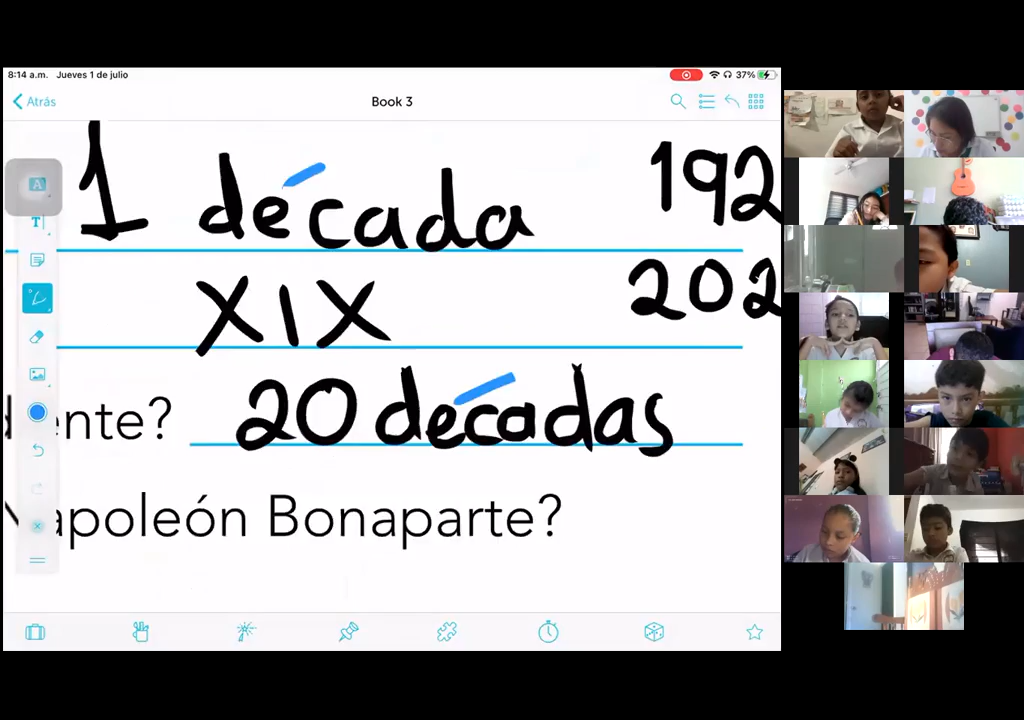 8:14 a.m. Jueves 1 de julio 37%
Atrás Book 3
1 década 192
XIX 202
ente? 20 décadas
apoleón Bonaparte?